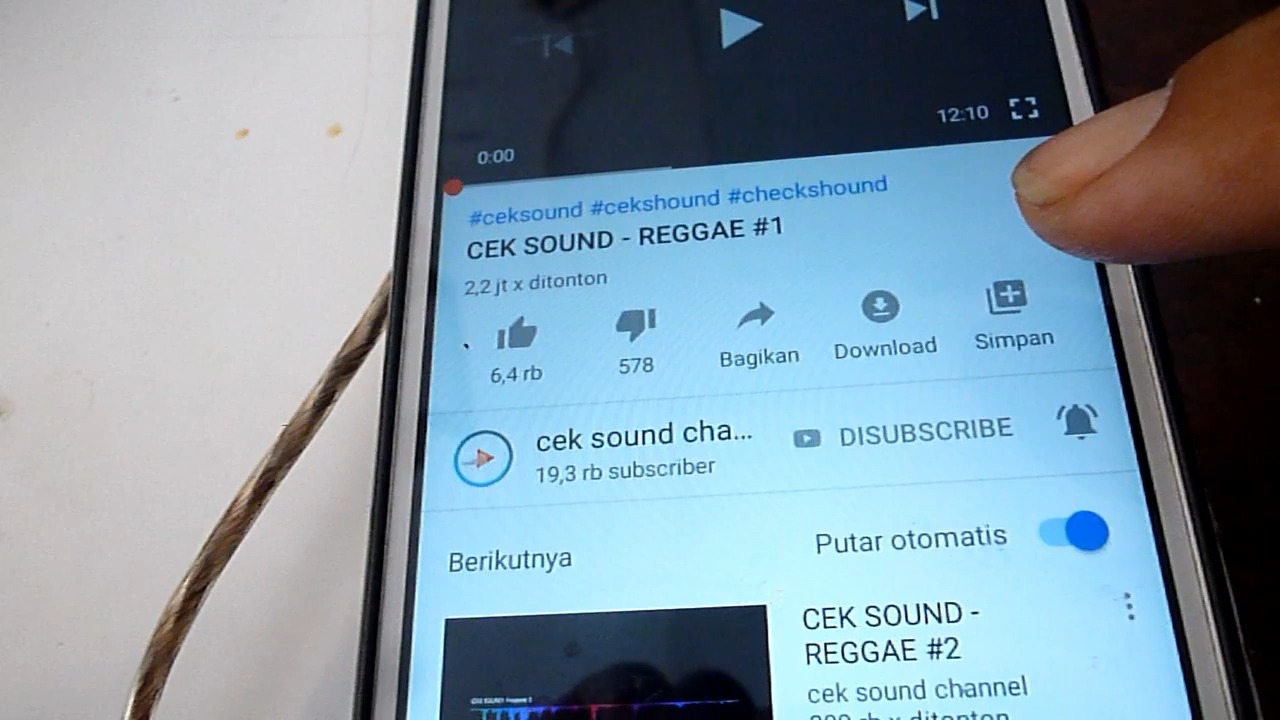 12:10
0:00
#ceksound #cekshound #checkshound
CEK SOUND - REGGAE #1
2,2 jt x ditonton
6,4 rb
578
Bagikan
Download
Simpan
cek sound cha...
DISUBSCRIBE
19,3 rb subscriber
Berikutnya
Putar otomatis
CEK SOUND -
REGGAE #2
cek sound channel
rb x ditonton